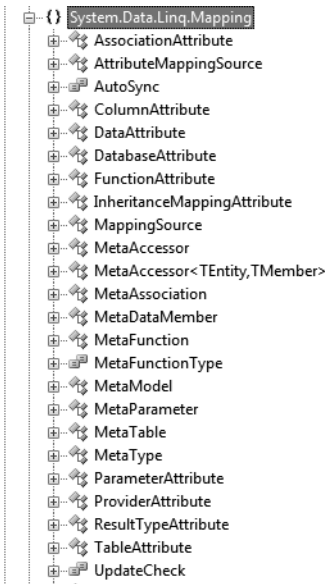 {} System.Data.Linq.Mapping
AssociationAttribute
AttributeMappingSource
AutoSync
ColumnAttribute
DataAttribute
DatabaseAttribute
FunctionAttribute
InheritanceMappingAttribute
MappingSource
MetaAccessor
MetaAccessor<TEntity,TMember>
MetaAssociation
MetaDataMember
MetaFunction
MetaFunctionType
MetaModel
MetaParameter
MetaTable
MetaType
ParameterAttribute
ProviderAttribute
ResultTypeAttribute
TableAttribute
UpdateCheck